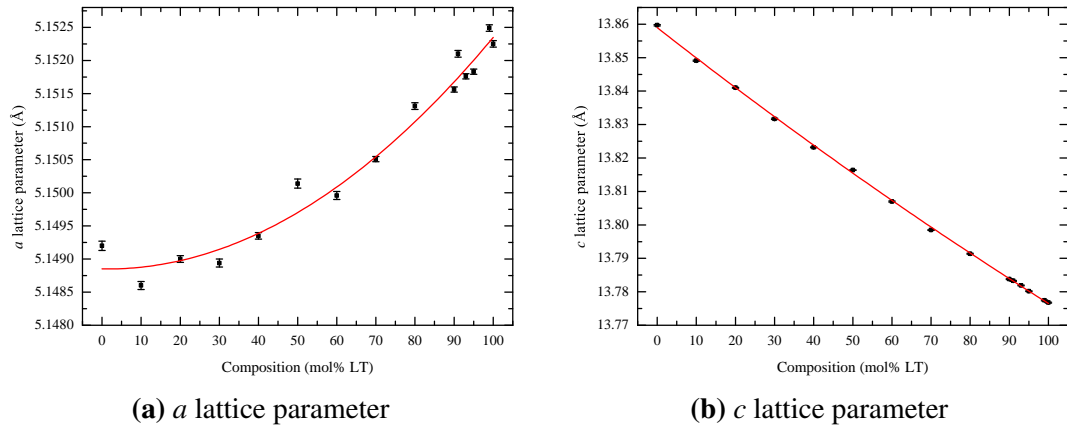 5.1525
5.1520
5.1515
5.1510
5.1505
5.1500
5.1495
5.1490
5.1485
5.1480
a lattice parameter (Å)
0 10 20 30 40 50 60 70 80 90 100
Composition (mol% LT)
(a) a lattice parameter
13.86
13.85
13.84
13.83
13.82
13.81
13.80
13.79
13.78
13.77
c lattice parameter (Å)
0 10 20 30 40 50 60 70 80 90 100
Composition (mol% LT)
(b) c lattice parameter